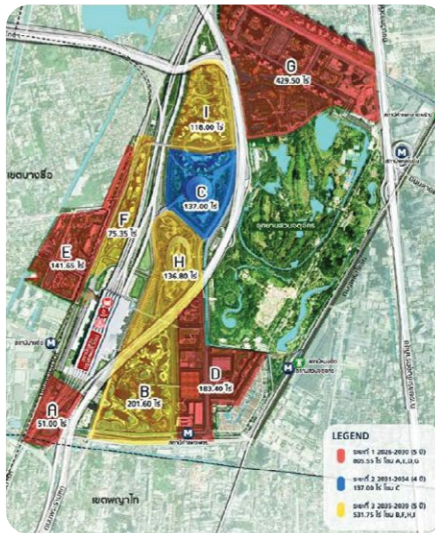 G
429.50 ไร่
I
118.00 ไร่
C
137.00 ไร่
เขตบางซื่อ
F
75.35 ไร่
E
141.65 ไร่
H
136.80 ไร่
D
183.40 ไร่
B
201.60 ไร่
A
51.00 ไร่
M
M
M
M
T
เขตพญาไท
LEGEND
ระยะที่ 1 2026-2030 (5 ปี)
805.55 ไร่ โซน A,E,D,G
ระยะที่ 2 2031-2034 (4 ปี)
137.00 ไร่ โซน C
ระยะที่ 3 2035-2039 (5 ปี)
531.75 ไร่ โซน B,F,H,I